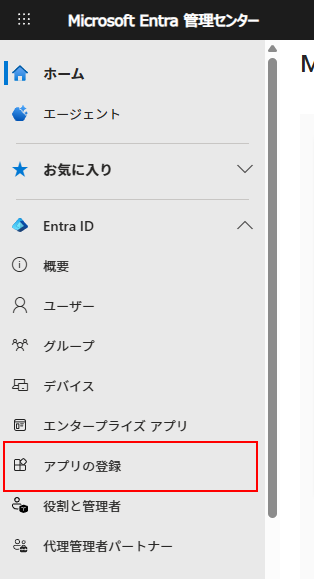 Microsoft Entra 管理センター
M
ホーム
エージェント
お気に入り
Entra ID
概要
ユーザー
グループ
デバイス
エンタープライズ アプリ
アプリの登録
役割と管理者
代理管理者パートナー